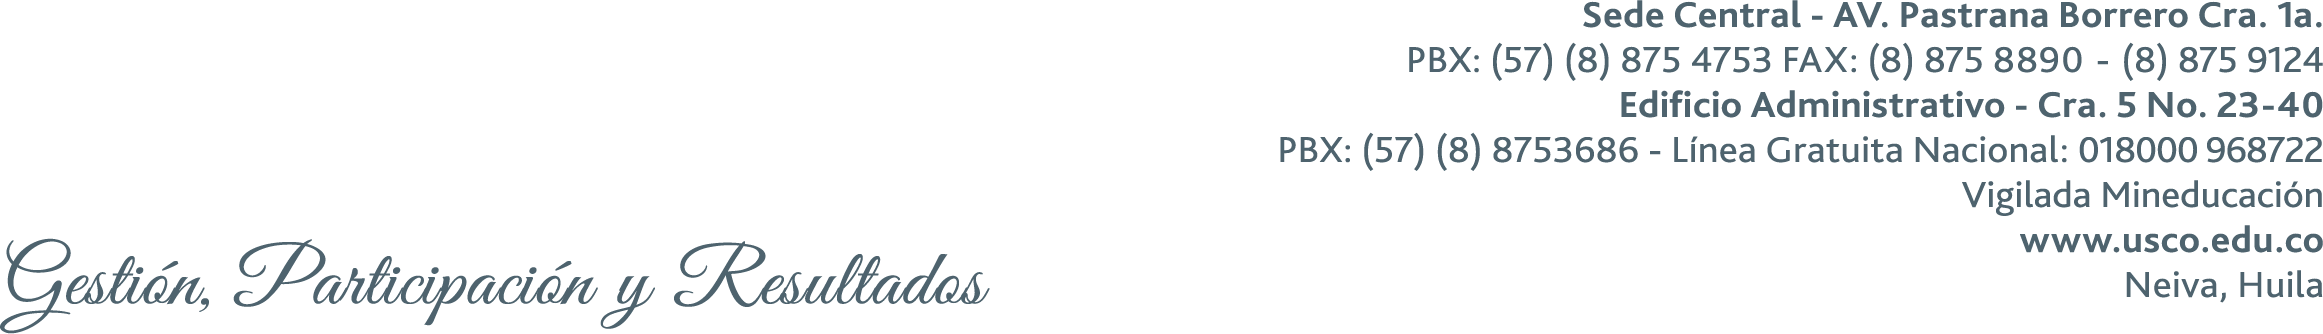 Sede Central - AV. Pastrana Borrero Cra. 1a.
PBX: (57) (8) 875 4753 FAX: (8) 875 8890 - (8) 875 9124
Edificio Administrativo - Cra. 5 No. 23-40
PBX: (57) (8) 8753686 - Línea Gratuita Nacional: 018000 968722
Vigilada Mineducación
www.usco.edu.co
Neiva, Huila
Gestión, Participación y Resultados